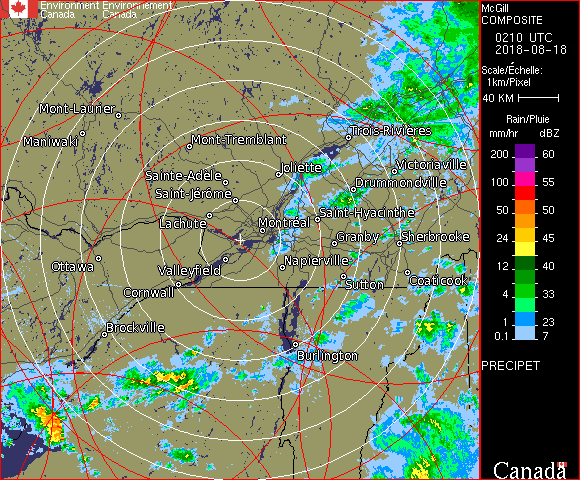 Environment Environnement
Canada Canada
McGill
COMPOSITE
0210 UTC
2018-08-18
Scale/Échelle:
1km/Pixel
40 KM
Rain/Pluie
mm/hr dBZ
200 60
100 55
50 50
24 45
12 40
4 33
1 23
0.1 7
PRECIPET
Canada
Mont-Laurier
Maniwaki
Mont-Tremblant
Trois-Rivières
Joliette
Victoriaville
Sainte-Adèle
Drummondville
Saint-Jérôme
Lachute
Montréal
Saint-Hyacinthe
Granby
Sherbrooke
Ottawa
Valleyfield
Napierville
Cornwall
Sutton
Coaticook
Brockville
Burlington